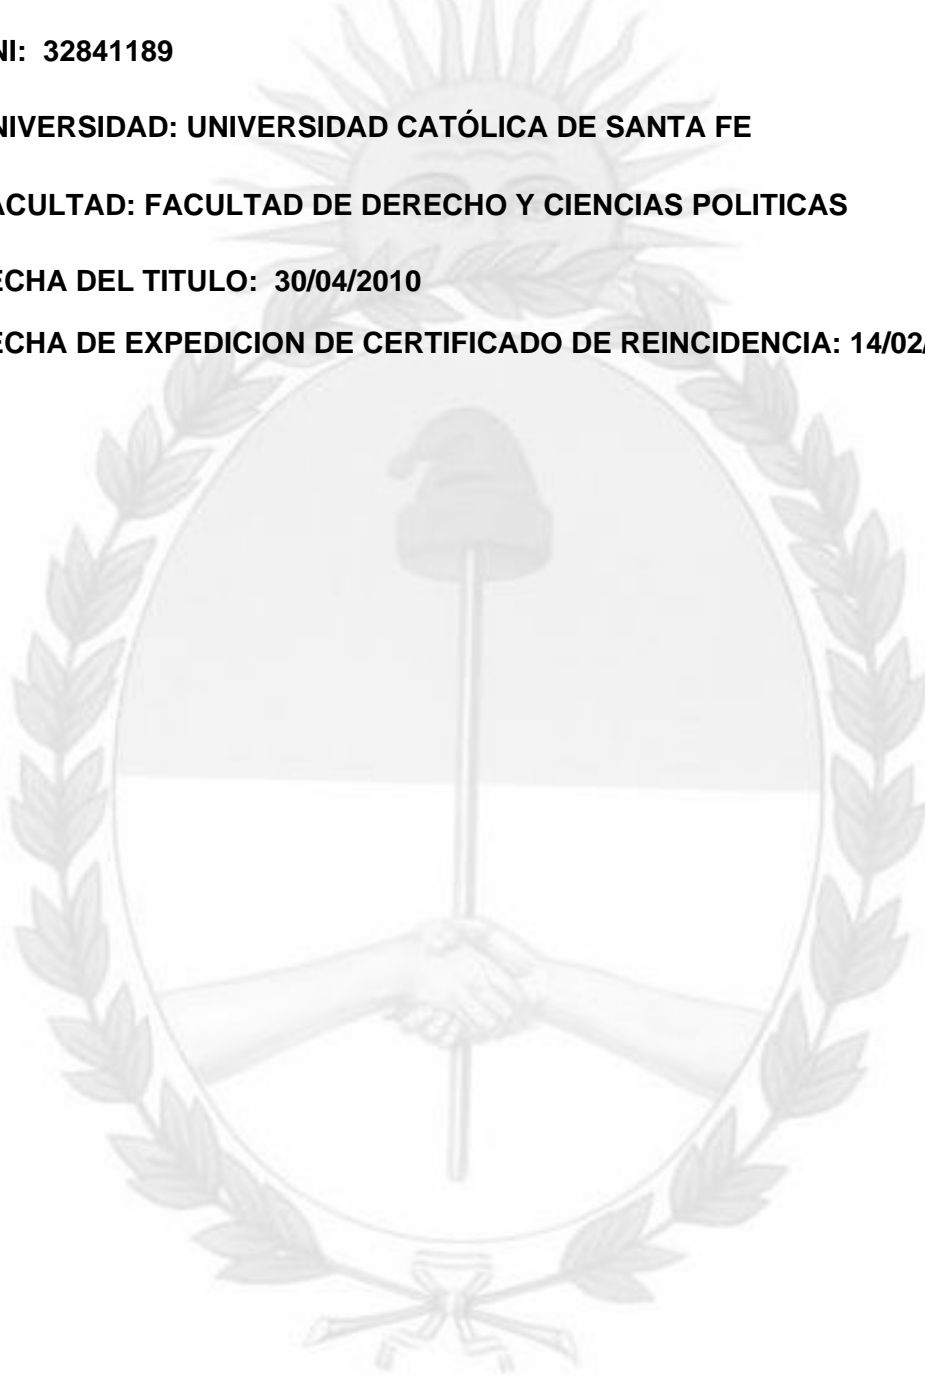 NI: 32841189
NIVERSIDAD: UNIVERSIDAD CATÓLICA DE SANTA FE
ACULTAD: FACULTAD DE DERECHO Y CIENCIAS POLITICAS
ECHA DEL TITULO: 30/04/2010
ECHA DE EXPEDICION DE CERTIFICADO DE REINCIDENCIA: 14/02/